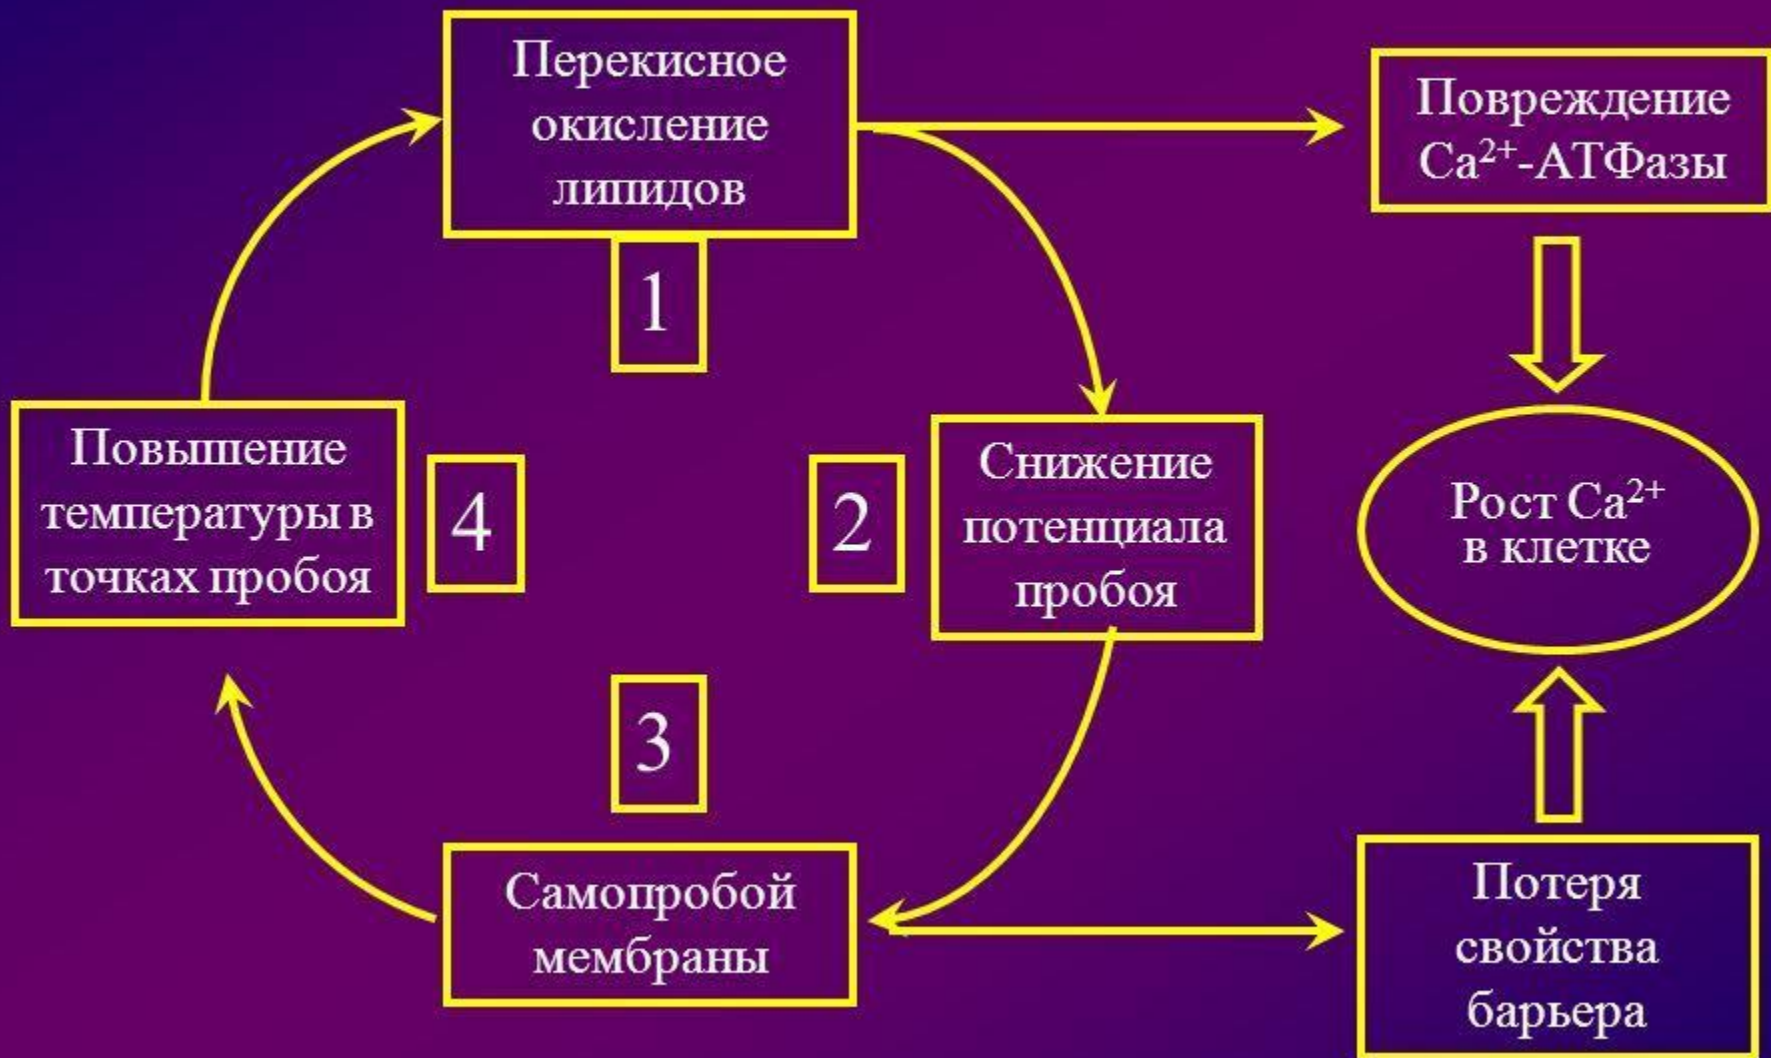 Перекисное
окисление
липидов
1
Повреждение
Ca²⁺-АТФазы
Повышение
температуры в
точках пробоя
4
2
Снижение
потенциала
пробоя
Рост Ca²⁺
в клетке
3
Самопробой
мембраны
Потеря
свойства
барьера